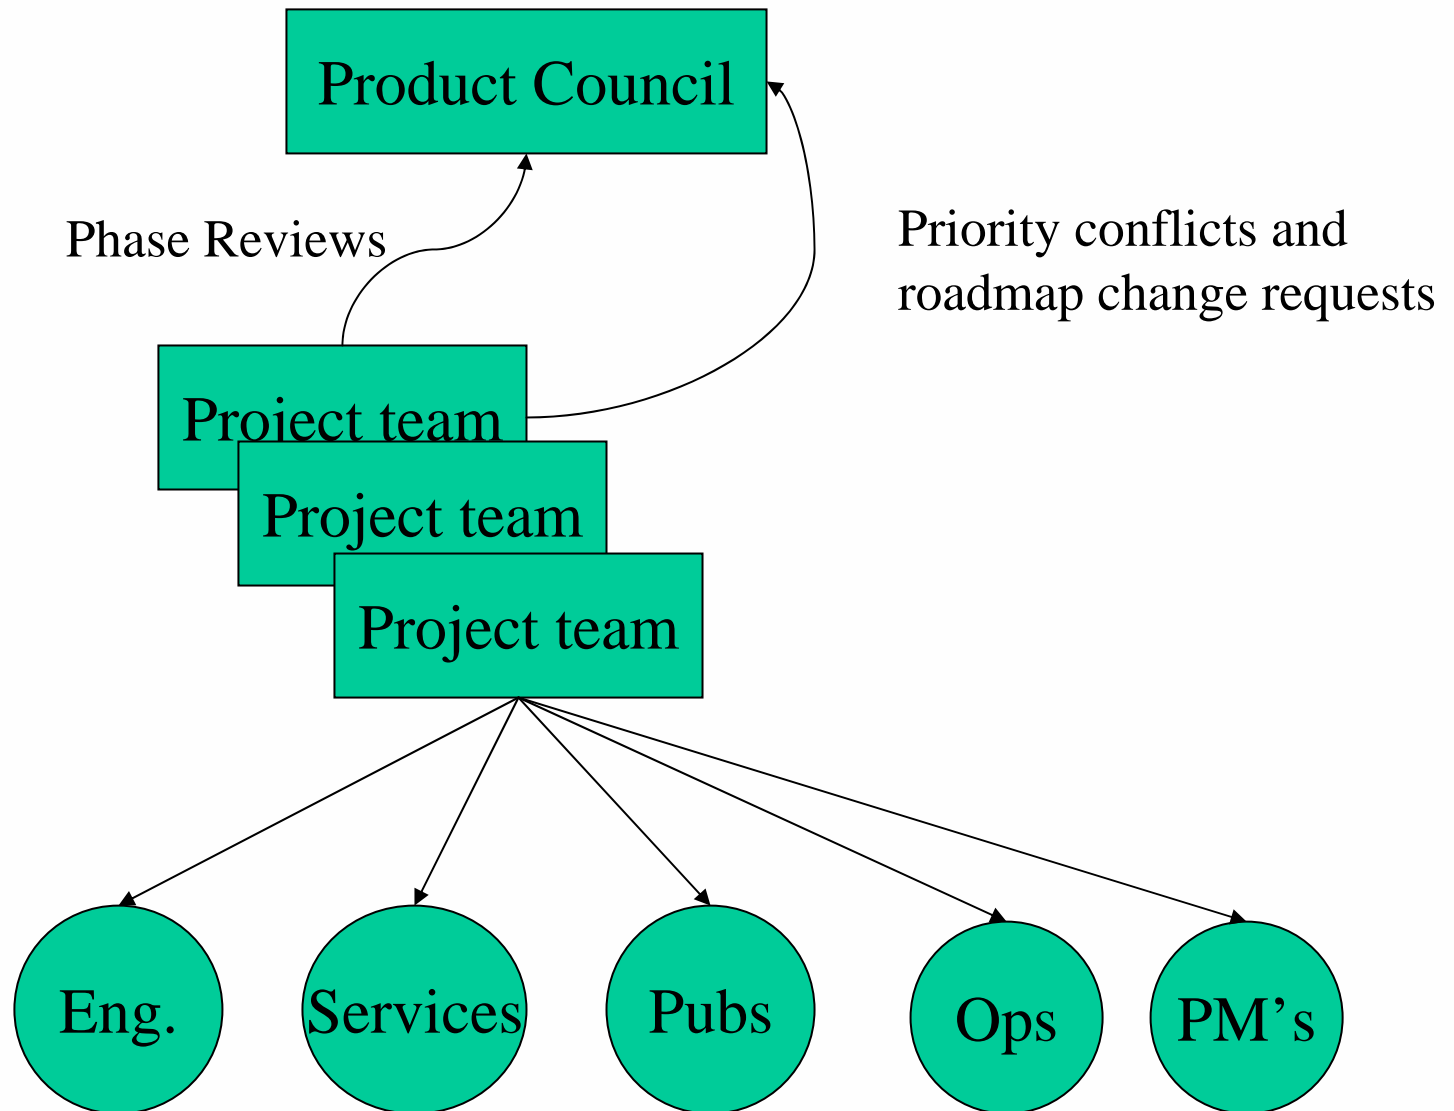 Product Council
Phase Reviews
Priority conflicts and
roadmap change requests
Project team
Project team
Project team
Eng.
Services
Pubs
Ops
PM’s